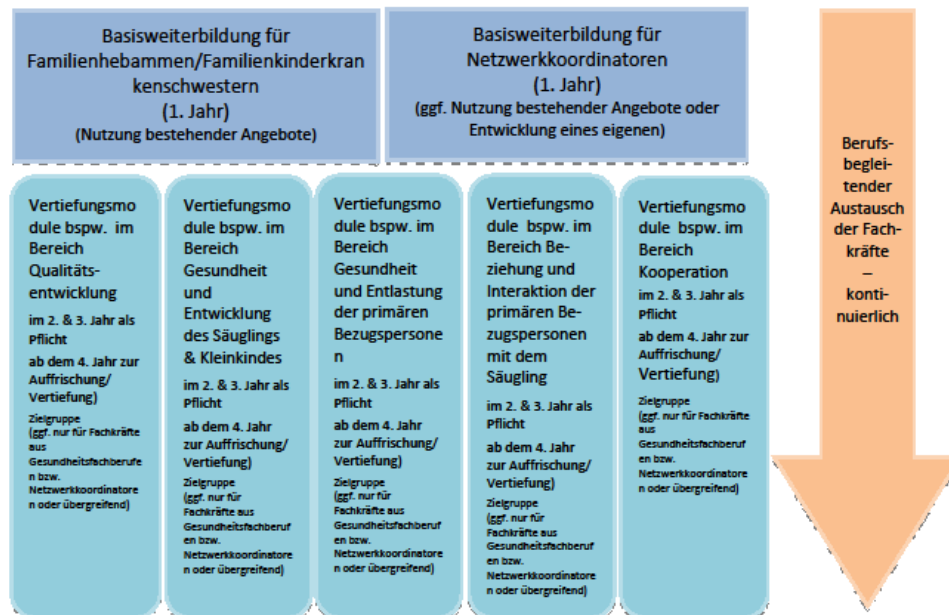 Basisweiterbildung für
Familienhebammen/Familienkinderkran
kenschwestern
(1. Jahr)
(Nutzung bestehender Angebote)
Basisweiterbildung für
Netzwerkkoordinatoren
(1. Jahr)
(ggf. Nutzung bestehender Angebote oder
Entwicklung eines eigenen)
Vertiefungsmo
dule bspw. im
Bereich
Qualitäts-
entwicklung
im 2. & 3. Jahr als
Pflicht
ab dem 4. Jahr zur
Auffrischung/
Vertiefung)
Zielgruppe
(ggf. nur für Fachkräfte
aus
Gesundheitsfachberufe
n bzw.
Netzwerkkoordinatore
n oder übergreifend)
Vertiefungsmo
dule bspw. im
Bereich
Gesundheit
und
Entwicklung
des Säuglings
& Kleinkindes
im 2. & 3. Jahr als
Pflicht
ab dem 4. Jahr
zur Auffrischung/
Vertiefung)
Zielgruppe
(ggf. nur für
Fachkräfte aus
Gesundheitsfachberuf
en bzw.
Netzwerkkoordinatore
n oder übergreifend)
Vertiefungsmo
dule bspw. im
Bereich
Gesundheit
und Entlastung
der primären
Bezugspersone
n
im 2. & 3. Jahr als
Pflicht
ab dem 4. Jahr
zur Auffrischung/
Vertiefung)
Zielgruppe
(ggf. nur für
Fachkräfte aus
Gesundheitsfachberuf
en bzw.
Netzwerkkoordinatore
n oder übergreifend)
Vertiefungsmo
dule bspw. im
Bereich Be-
ziehung und
Interaktion der
primären Be-
zugspersonen
mit dem
Säugling
im 2. & 3. Jahr als
Pflicht
ab dem 4. Jahr
zur Auffrischung/
Vertiefung)
Zielgruppe
(ggf. nur für
Fachkräfte aus
Gesundheitsfachberuf
en bzw.
Netzwerkkoordinatore
n oder übergreifend)
Vertiefungsmo
dule bspw. im
Bereich
Kooperation
im 2. & 3. Jahr als
Pflicht
ab dem 4. Jahr zur
Auffrischung/
Vertiefung)
Zielgruppe
(ggf. nur für Fachkräfte
aus
Gesundheitsfachberuf
en bzw.
Netzwerkkoordinatore
n oder übergreifend)
Berufs-
beglei-
tender
Austausch
der Fach-
kräfte
–
konti-
nuierlich